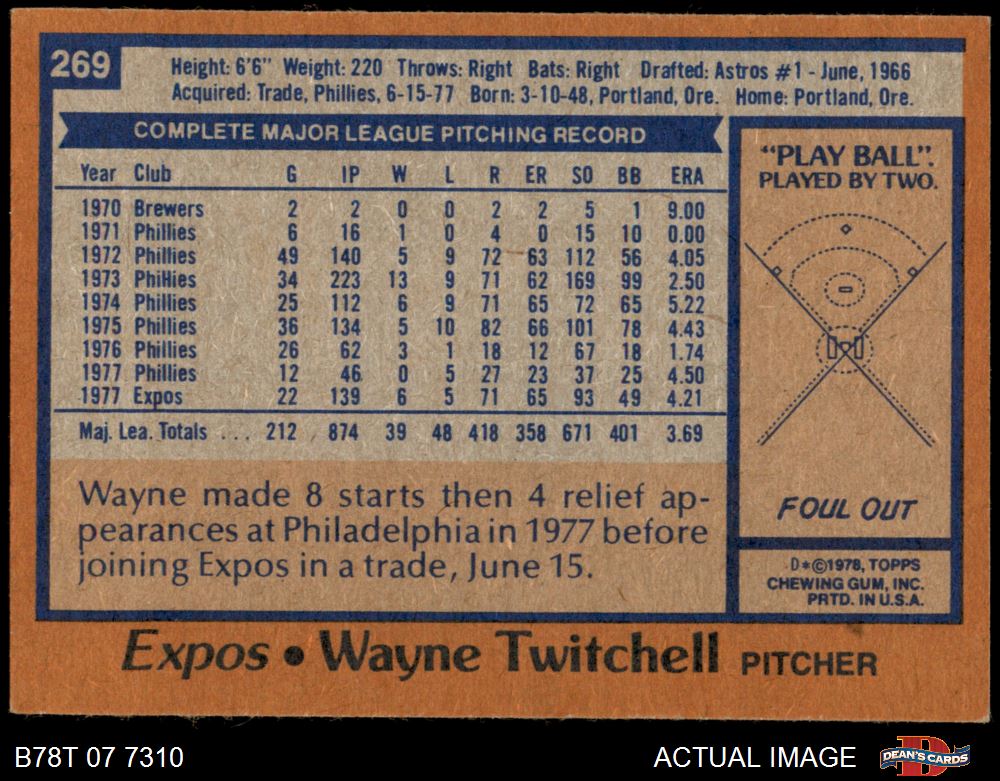 269
Height: 6'6" Weight: 220 Throws: Right Bats: Right Drafted: Astros #1 - June, 1966
Acquired: Trade, Phillies, 6-15-77 Born: 3-10-48, Portland, Ore. Home: Portland, Ore.
COMPLETE MAJOR LEAGUE PITCHING RECORD
Year Club G IP W L R ER SO BB ERA
1970 Brewers 2 2 0 0 2 2 5 1 9.00
1971 Phillies 6 16 1 0 4 0 15 10 0.00
1972 Phillies 49 140 5 9 72 63 112 56 4.05
1973 Phillies 34 223 13 9 71 62 169 99 2.50
1974 Phillies 25 112 6 9 71 65 72 65 5.22
1975 Phillies 36 134 5 10 82 66 101 78 4.43
1976 Phillies 26 62 3 1 18 12 67 18 1.74
1977 Phillies 12 46 0 5 27 23 37 25 4.50
1977 Expos 22 139 6 5 71 65 93 49 4.21
Maj. Lea. Totals ... 212 874 39 48 418 358 671 401 3.69
Wayne made 8 starts then 4 relief ap-
pearances at Philadelphia in 1977 before
joining Expos in a trade, June 15.
"PLAY BALL".
PLAYED BY TWO.
FOUL OUT
D*©1978, TOPPS
CHEWING GUM, INC.
PRTD. IN U.S.A.
Expos • Wayne Twitchell PITCHER
B78T 07 7310
ACTUAL IMAGE
DEAN'S CARDS